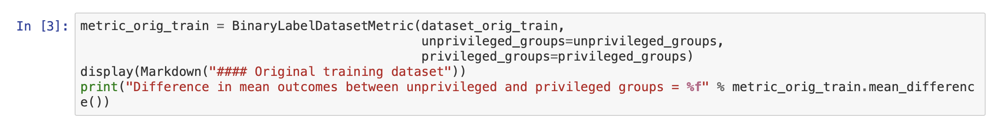 In [3]: metric_orig_train = BinaryLabelDatasetMetric(dataset_orig_train,
unprivileged_groups=unprivileged_groups,
privileged_groups=privileged_groups)
display(Markdown("#### Original training dataset"))
print("Difference in mean outcomes between unprivileged and privileged groups = %f" % metric_orig_train.mean_differenc
e())